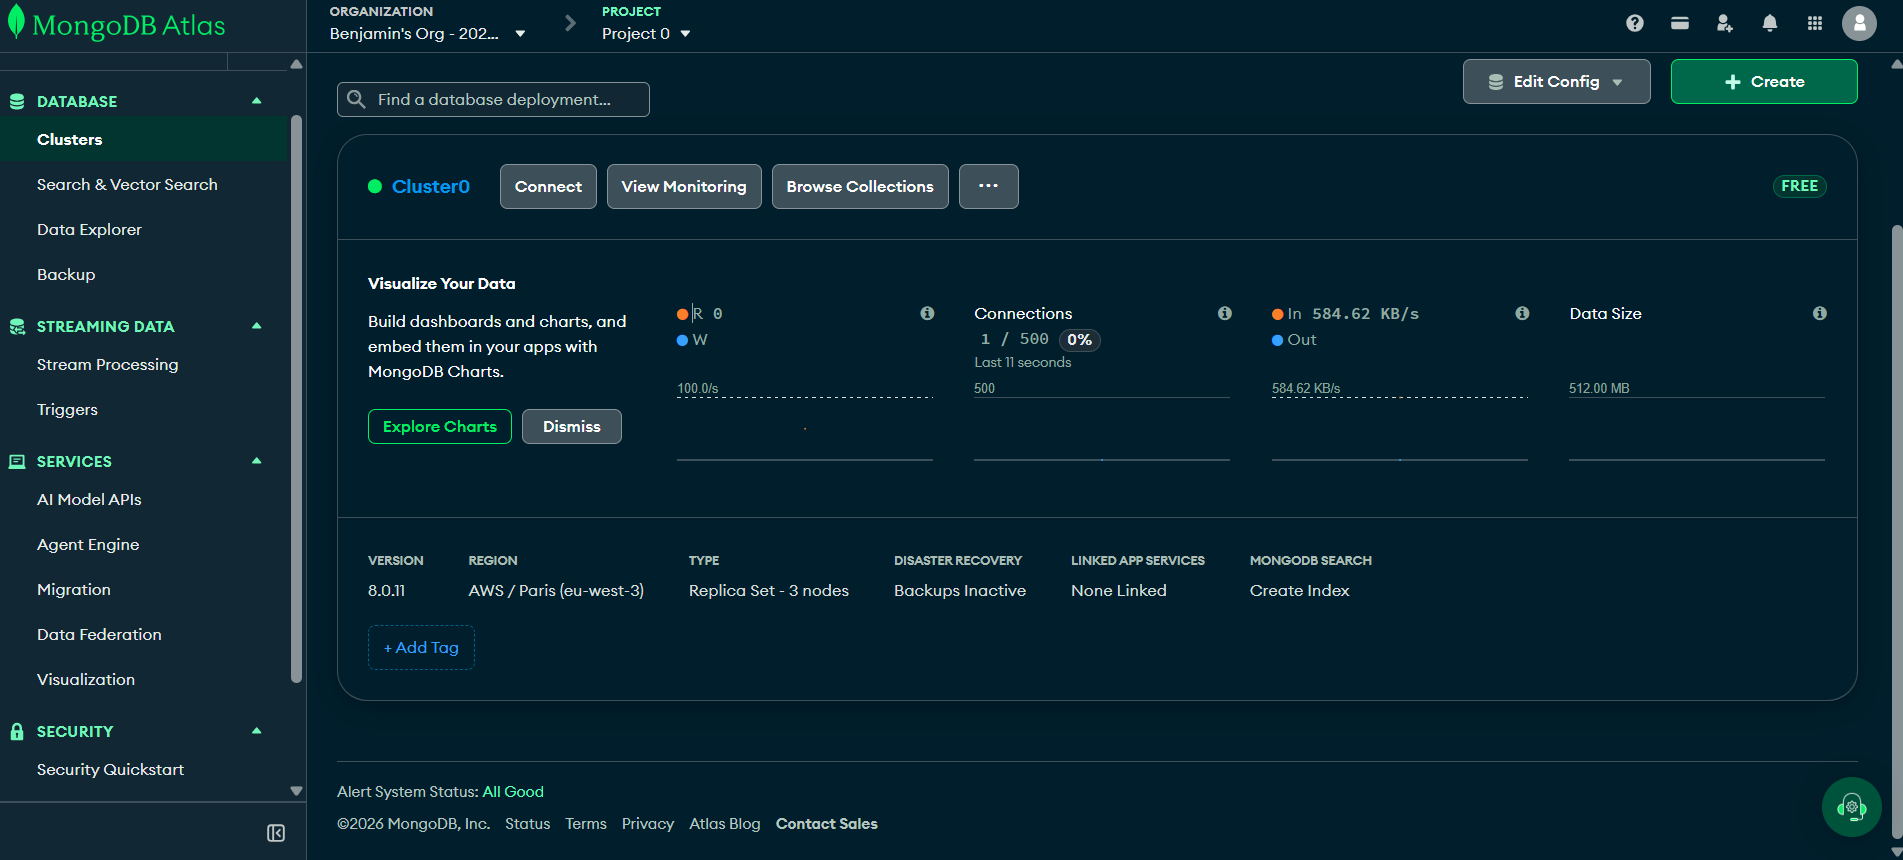 MongoDB Atlas
ORGANIZATION
Benjamin's Org - 202...
PROJECT
Project 0
DATABASE
Clusters
Search & Vector Search
Data Explorer
Backup
STREAMING DATA
Stream Processing
Triggers
SERVICES
AI Model APIs
Agent Engine
Migration
Data Federation
Visualization
SECURITY
Security Quickstart
Find a database deployment...
Edit Config
+ Create
Cluster0
Connect
View Monitoring
Browse Collections
...
FREE
Visualize Your Data
Build dashboards and charts, and
embed them in your apps with
MongoDB Charts.
Explore Charts
Dismiss
R 0
W
100.0/s
Connections
1 / 500 0%
Last 11 seconds
500
In 584.62 KB/s
Out
584.62 KB/s
Data Size
512.00 MB
VERSION
8.0.11
REGION
AWS / Paris (eu-west-3)
TYPE
Replica Set - 3 nodes
DISASTER RECOVERY
Backups Inactive
LINKED APP SERVICES
None Linked
MONGODB SEARCH
Create Index
+ Add Tag
Alert System Status: All Good
©2026 MongoDB, Inc. Status Terms Privacy Atlas Blog Contact Sales